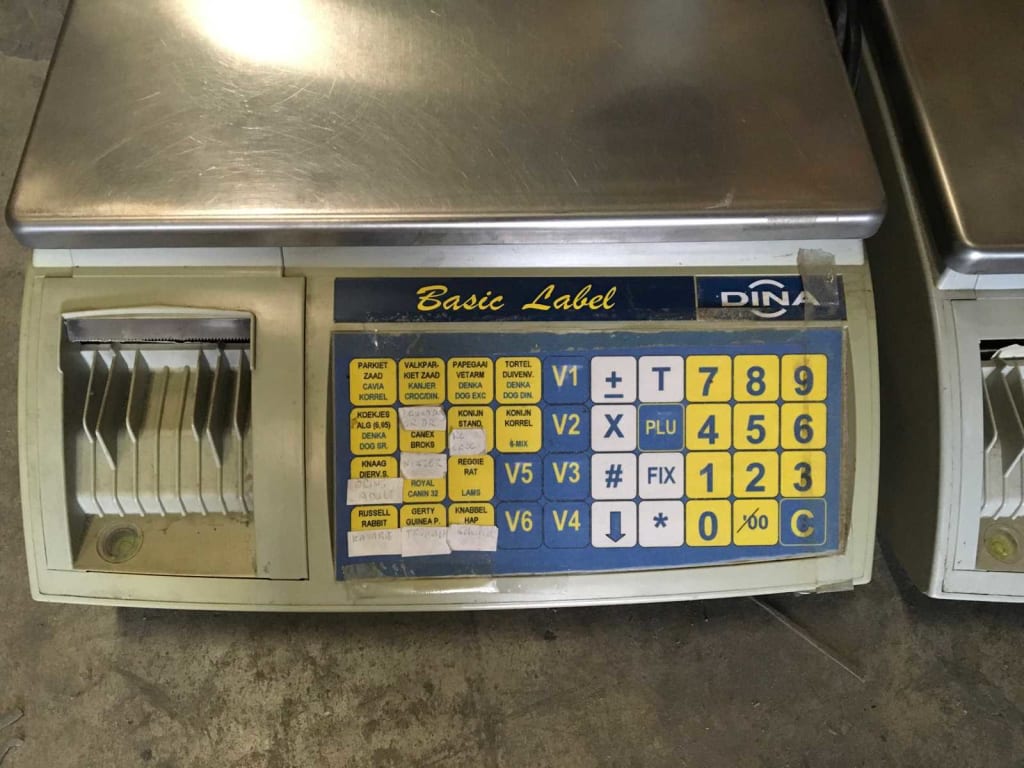 Basic Label
DINA
PARKIET
ZAAD
CAVIA
KORREL
VALKPAR-
KIET ZAAD
KANJER
CROC/DIN.
PAPEGAAI
VETARM
DENKA
DOG EXC
TORTEL
DUIVENV.
DENKA
DOG DIN.
V1
±
T
7
8
9
KOEKJES
ALG (6,95)
DENKA
DOG SR.
CANEX
BROKS
KONIJN
STAND.
KONIJN
KORREL
6-MIX
V2
X
PLU
4
5
6
KNAAG
DIERV.S.
ROYAL
CANIN 32
REGGIE
RAT
LAMS
V5
V3
#
FIX
1
2
3
RUSSELL
RABBIT
GERTY
GUINEA P.
KNABBEL
HAP
V6
V4
*
0
/00
C